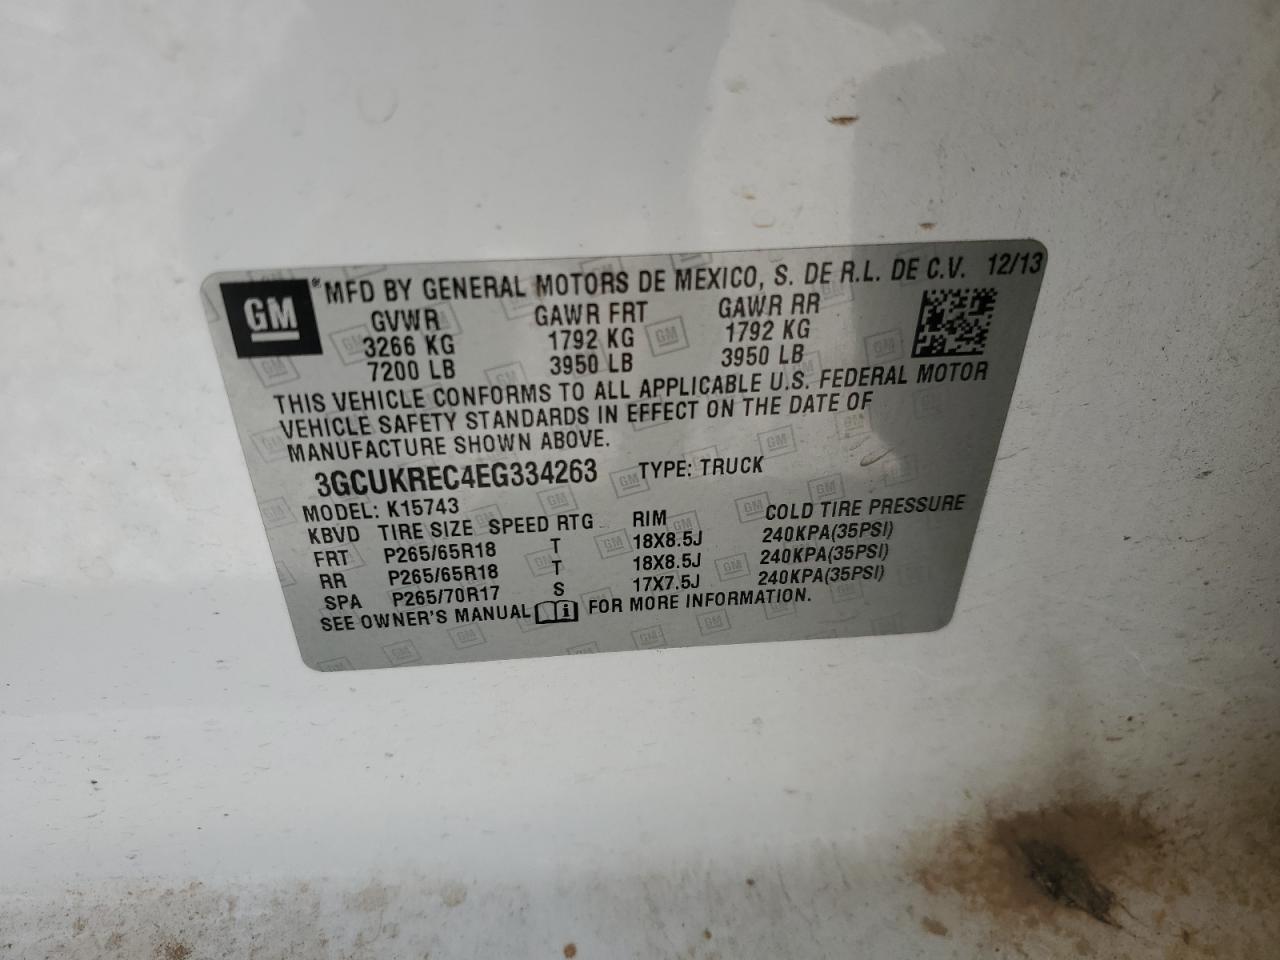 GM ® MFD BY GENERAL MOTORS DE MEXICO, S. DE R.L. DE C.V. 12/13
GVWR GAWR FRT GAWR RR
3266 KG 1792 KG 1792 KG
7200 LB 3950 LB 3950 LB
THIS VEHICLE CONFORMS TO ALL APPLICABLE U.S. FEDERAL MOTOR
VEHICLE SAFETY STANDARDS IN EFFECT ON THE DATE OF
MANUFACTURE SHOWN ABOVE.
3GCUKREC4EG334263 TYPE: TRUCK
MODEL: K15743
KBVD TIRE SIZE SPEED RTG RIM COLD TIRE PRESSURE
FRT P265/65R18 T 18X8.5J 240KPA(35PSI)
RR P265/65R18 T 18X8.5J 240KPA(35PSI)
SPA P265/70R17 S 17X7.5J 240KPA(35PSI)
SEE OWNER'S MANUAL i FOR MORE INFORMATION.